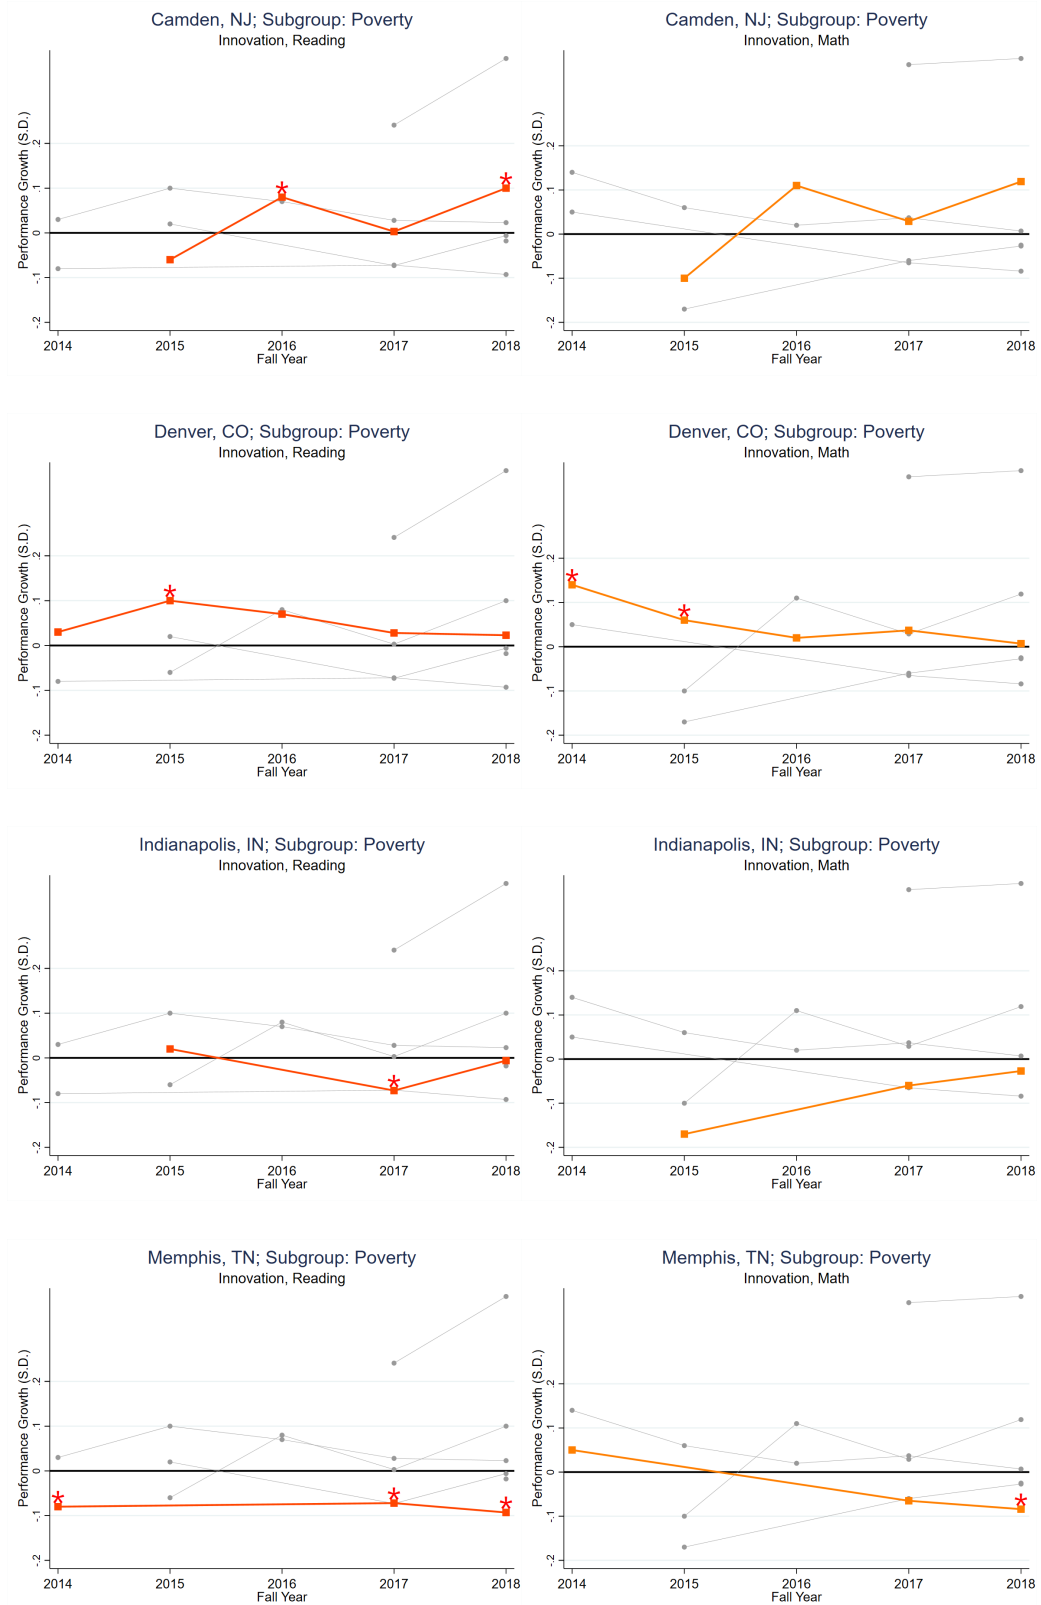 Camden, NJ; Subgroup: Poverty
Innovation, Reading
Performance Growth (S.D.)
.2
.1
0
-.1
-.2
2014 2015 2016 2017 2018
Fall Year
Camden, NJ; Subgroup: Poverty
Innovation, Math
Performance Growth (S.D.)
.2
.1
0
-.1
-.2
2014 2015 2016 2017 2018
Fall Year
Denver, CO; Subgroup: Poverty
Innovation, Reading
Performance Growth (S.D.)
.2
.1
0
-.1
-.2
2014 2015 2016 2017 2018
Fall Year
Denver, CO; Subgroup: Poverty
Innovation, Math
Performance Growth (S.D.)
.2
.1
0
-.1
-.2
2014 2015 2016 2017 2018
Fall Year
Indianapolis, IN; Subgroup: Poverty
Innovation, Reading
Performance Growth (S.D.)
.2
.1
0
-.1
-.2
2014 2015 2016 2017 2018
Fall Year
Indianapolis, IN; Subgroup: Poverty
Innovation, Math
Performance Growth (S.D.)
.2
.1
0
-.1
-.2
2014 2015 2016 2017 2018
Fall Year
Memphis, TN; Subgroup: Poverty
Innovation, Reading
Performance Growth (S.D.)
.2
.1
0
-.1
-.2
2014 2015 2016 2017 2018
Fall Year
Memphis, TN; Subgroup: Poverty
Innovation, Math
Performance Growth (S.D.)
.2
.1
0
-.1
-.2
2014 2015 2016 2017 2018
Fall Year